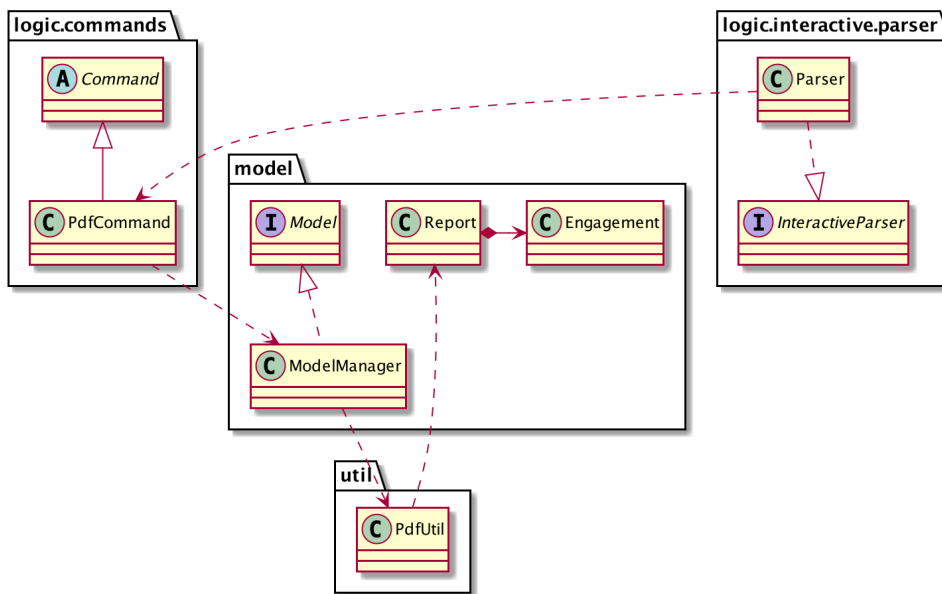 logic.commands
A Command
C PdfCommand
logic.interactive.parser
C Parser
I InteractiveParser
model
I Model
C Report
C Engagement
C ModelManager
util
C PdfUtil